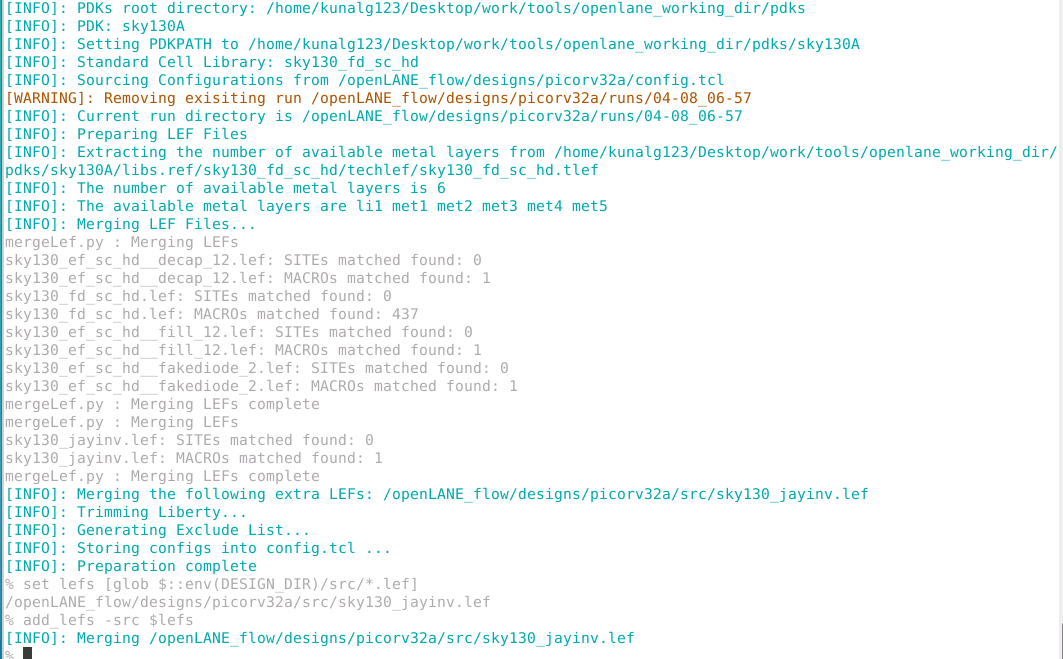 [INFO]: PDKs root directory: /home/kunalg123/Desktop/work/tools/openlane_working_dir/pdks
[INFO]: PDK: sky130A
[INFO]: Setting PDKPATH to /home/kunalg123/Desktop/work/tools/openlane_working_dir/pdks/sky130A
[INFO]: Standard Cell Library: sky130_fd_sc_hd
[INFO]: Sourcing Configurations from /openLANE_flow/designs/picorv32a/config.tcl
[WARNING]: Removing exisiting run /openLANE_flow/designs/picorv32a/runs/04-08_06-57
[INFO]: Current run directory is /openLANE_flow/designs/picorv32a/runs/04-08_06-57
[INFO]: Preparing LEF Files
[INFO]: Extracting the number of available metal layers from /home/kunalg123/Desktop/work/tools/openlane_working_dir/
pdks/sky130A/libs.ref/sky130_fd_sc_hd/techlef/sky130_fd_sc_hd.tlef
[INFO]: The number of available metal layers is 6
[INFO]: The available metal layers are li1 met1 met2 met3 met4 met5
[INFO]: Merging LEF Files...
mergeLef.py : Merging LEFs
sky130_ef_sc_hd__decap_12.lef: SITEs matched found: 0
sky130_ef_sc_hd__decap_12.lef: MACROs matched found: 1
sky130_fd_sc_hd.lef: SITEs matched found: 0
sky130_fd_sc_hd.lef: MACROs matched found: 437
sky130_ef_sc_hd__fill_12.lef: SITEs matched found: 0
sky130_ef_sc_hd__fill_12.lef: MACROs matched found: 1
sky130_ef_sc_hd__fakediode_2.lef: SITEs matched found: 0
sky130_ef_sc_hd__fakediode_2.lef: MACROs matched found: 1
mergeLef.py : Merging LEFs complete
mergeLef.py : Merging LEFs
sky130_jayinv.lef: SITEs matched found: 0
sky130_jayinv.lef: MACROs matched found: 1
mergeLef.py : Merging LEFs complete
[INFO]: Merging the following extra LEFs: /openLANE_flow/designs/picorv32a/src/sky130_jayinv.lef
[INFO]: Trimming Liberty...
[INFO]: Generating Exclude List...
[INFO]: Storing configs into config.tcl ...
[INFO]: Preparation complete
% set lefs [glob $::env(DESIGN_DIR)/src/*.lef]
/openLANE_flow/designs/picorv32a/src/sky130_jayinv.lef
% add_lefs -src $lefs
[INFO]: Merging /openLANE_flow/designs/picorv32a/src/sky130_jayinv.lef
%